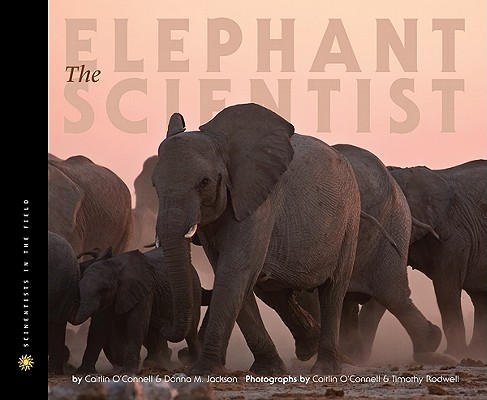 The
ELEPHANT
SCIENTIST
SCIENTISTS IN THE FIELD
by Caitlin O'Connell & Donna M. Jackson Photographs by Caitlin O'Connell & Timothy Rodwell